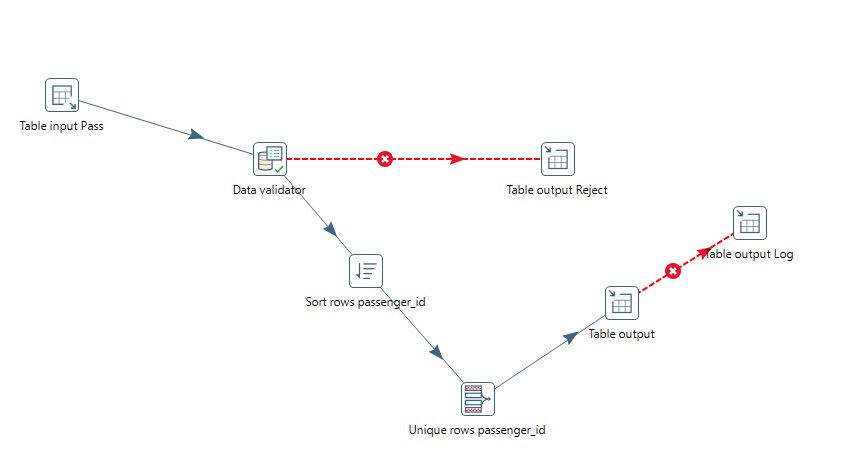 Table input Pass
Data validator
Table output Reject
Table output Log
Sort rows passenger_id
Table output
Unique rows passenger_id